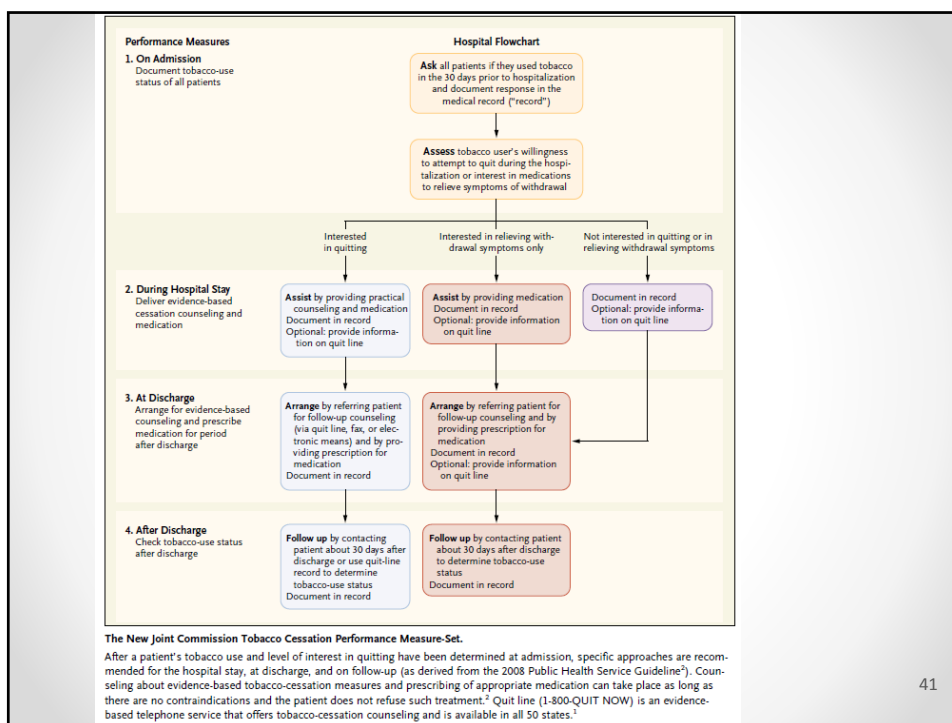 Performance Measures
Hospital Flowchart
1. On Admission
Document tobacco-use
status of all patients
Ask all patients if they used tobacco
in the 30 days prior to hospitalization
and document response in the
medical record (“record”)
Assess tobacco user's willingness
to attempt to quit during the hospi-
talization or interest in medications
to relieve symptoms of withdrawal
Interested
in quitting
Interested in relieving with-
drawal symptoms only
Not interested in quitting or in
relieving withdrawal symptoms
2. During Hospital Stay
Deliver evidence-based
cessation counseling and
medication
Assist by providing practical
counseling and medication
Document in record
Optional: provide informa-
tion on quit line
Assist by providing medication
Document in record
Optional: provide information
on quit line
Document in record
Optional: provide informa-
tion on quit line
3. At Discharge
Arrange for evidence-based
counseling and prescribe
medication for period
after discharge
Arrange by referring patient
for follow-up counseling
(via quit line, fax, or elec-
tronic means) and by pro-
viding prescription for
medication
Document in record
Arrange by referring patient for
follow-up counseling and by
providing prescription for
medication
Document in record
Optional: provide information
on quit line
4. After Discharge
Check tobacco-use status
after discharge
Follow up by contacting
patient about 30 days after
discharge or use quit-line
record to determine
tobacco-use status
Document in record
Follow up by contacting patient
about 30 days after discharge
to determine tobacco-use
status
Document in record
The New Joint Commission Tobacco Cessation Performance Measure-Set.
After a patient's tobacco use and level of interest in quitting have been determined at admission, specific approaches are recom-
mended for the hospital stay, at discharge, and on follow-up (as derived from the 2008 Public Health Service Guideline²). Coun-
seling about evidence-based tobacco-cessation measures and prescribing of appropriate medication can take place as long as
there are no contraindications and the patient does not refuse such treatment.² Quit line (1-800-QUIT NOW) is an evidence-
based telephone service that offers tobacco-cessation counseling and is available in all 50 states.¹
41